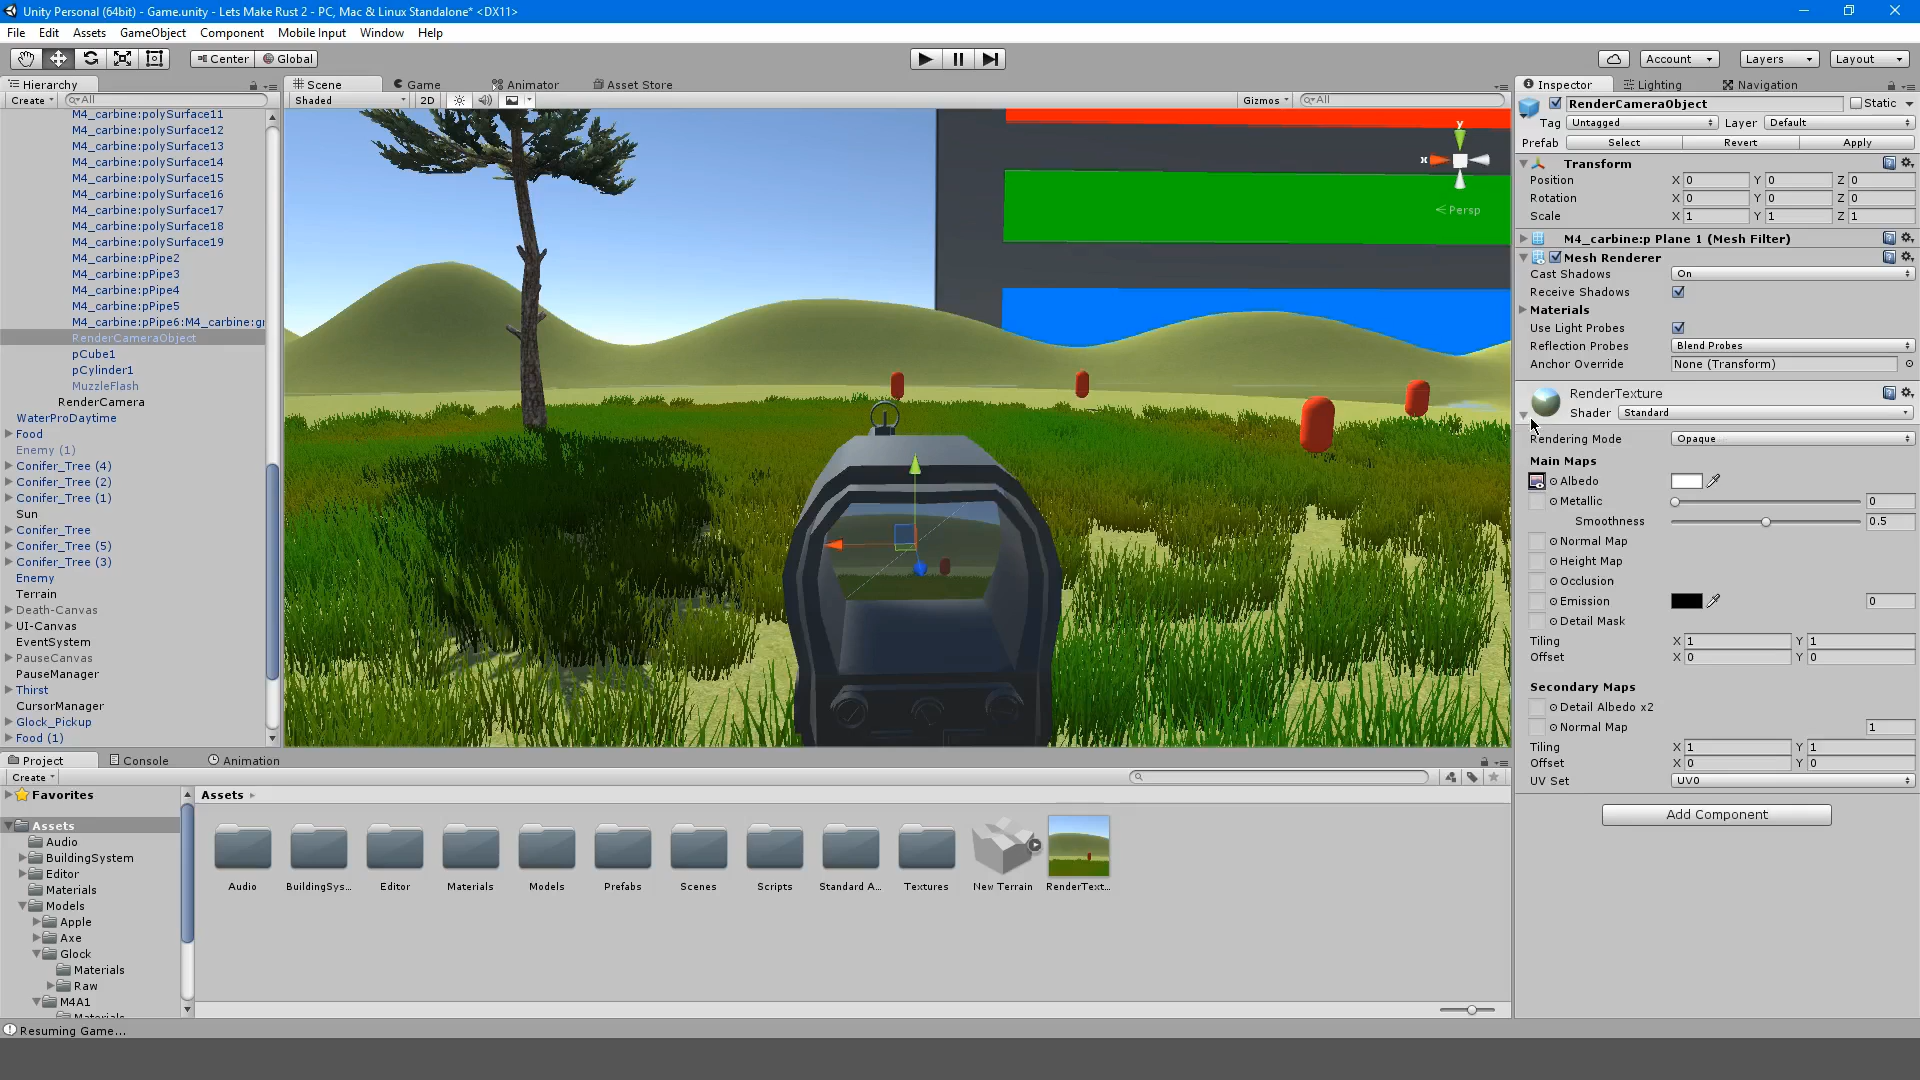 Unity Personal (64bit) - Game.unity - Lets Make Rust 2 - PC, Mac & Linux Standalone* <DX11>
File Edit Assets GameObject Component Mobile Input Window Help
Center Global Account Layers Layout
Hierarchy
Create All
M4_carbine:polySurface11
M4_carbine:polySurface12
M4_carbine:polySurface13
M4_carbine:polySurface14
M4_carbine:polySurface15
M4_carbine:polySurface16
M4_carbine:polySurface17
M4_carbine:polySurface18
M4_carbine:polySurface19
M4_carbine:pPipe2
M4_carbine:pPipe3
M4_carbine:pPipe4
M4_carbine:pPipe5
M4_carbine:pPipe6:M4_carbine:gr
RenderCameraObject
pCube1
pCylinder1
MuzzleFlash
RenderCamera
WaterProDaytime
Food
Enemy (1)
Conifer_Tree (4)
Conifer_Tree (2)
Conifer_Tree (1)
Sun
Conifer_Tree
Conifer_Tree (5)
Conifer_Tree (3)
Enemy
Terrain
Death-Canvas
UI-Canvas
EventSystem
PauseCanvas
PauseManager
Thirst
CursorManager
Glock_Pickup
Food (1)
Scene Game Animator Asset Store
Shaded 2D Gizmos All
y
x
Persp
Inspector Lighting Navigation
RenderCameraObject Static
Tag Untagged Layer Default
Prefab Select Revert Apply
Transform
Position X 0 Y 0 Z 0
Rotation X 0 Y 0 Z 0
Scale X 1 Y 1 Z 1
M4_carbine:p Plane 1 (Mesh Filter)
Mesh Renderer
Cast Shadows On
Receive Shadows
Materials
Use Light Probes
Reflection Probes Blend Probes
Anchor Override None (Transform)
RenderTexture
Shader Standard
Rendering Mode Opaque
Main Maps
Albedo
Metallic 0
Smoothness 0.5
Normal Map
Height Map
Occlusion
Emission 0
Detail Mask
Tiling X 1 Y 1
Offset X 0 Y 0
Secondary Maps
Detail Albedo x2
Normal Map 1
Tiling X 1 Y 1
Offset X 0 Y 0
UV Set UV0
Add Component
Project Console Animation
Create
Favorites
Assets
Audio
BuildingSystem
Editor
Materials
Models
Apple
Axe
Glock
Materials
Raw
M4A1
Materials
Assets
Audio BuildingSys... Editor Materials Models Prefabs Scenes Scripts Standard A... Textures New Terrain RenderText...
Resuming Game...